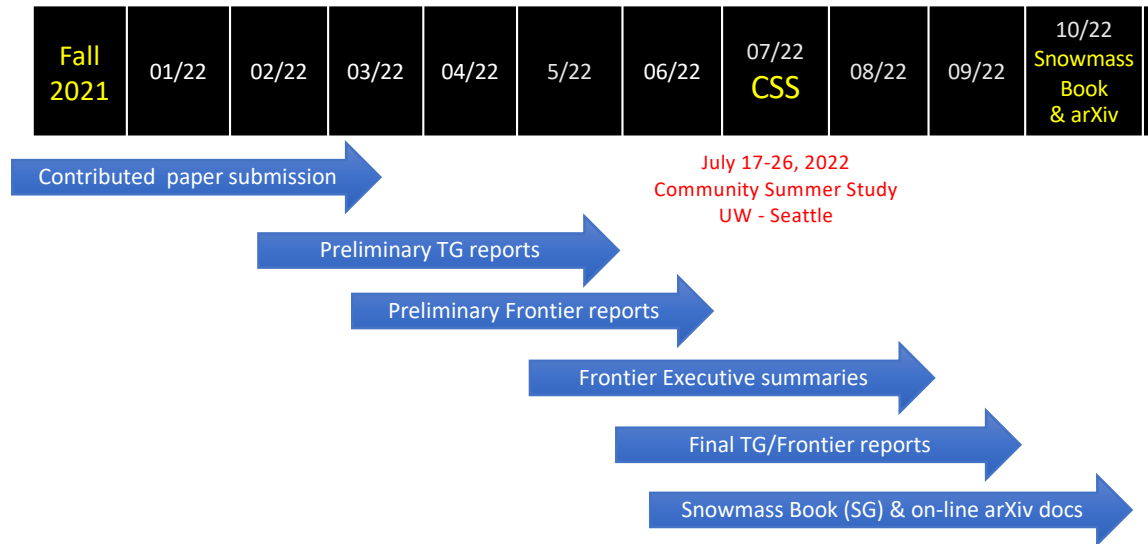 Fall
2021
01/22
02/22
03/22
04/22
5/22
06/22
07/22
CSS
08/22
09/22
10/22
Snowmass
Book
& arXiv
Contributed paper submission
July 17-26, 2022
Community Summer Study
UW - Seattle
Preliminary TG reports
Preliminary Frontier reports
Frontier Executive summaries
Final TG/Frontier reports
Snowmass Book (SG) & on-line arXiv docs